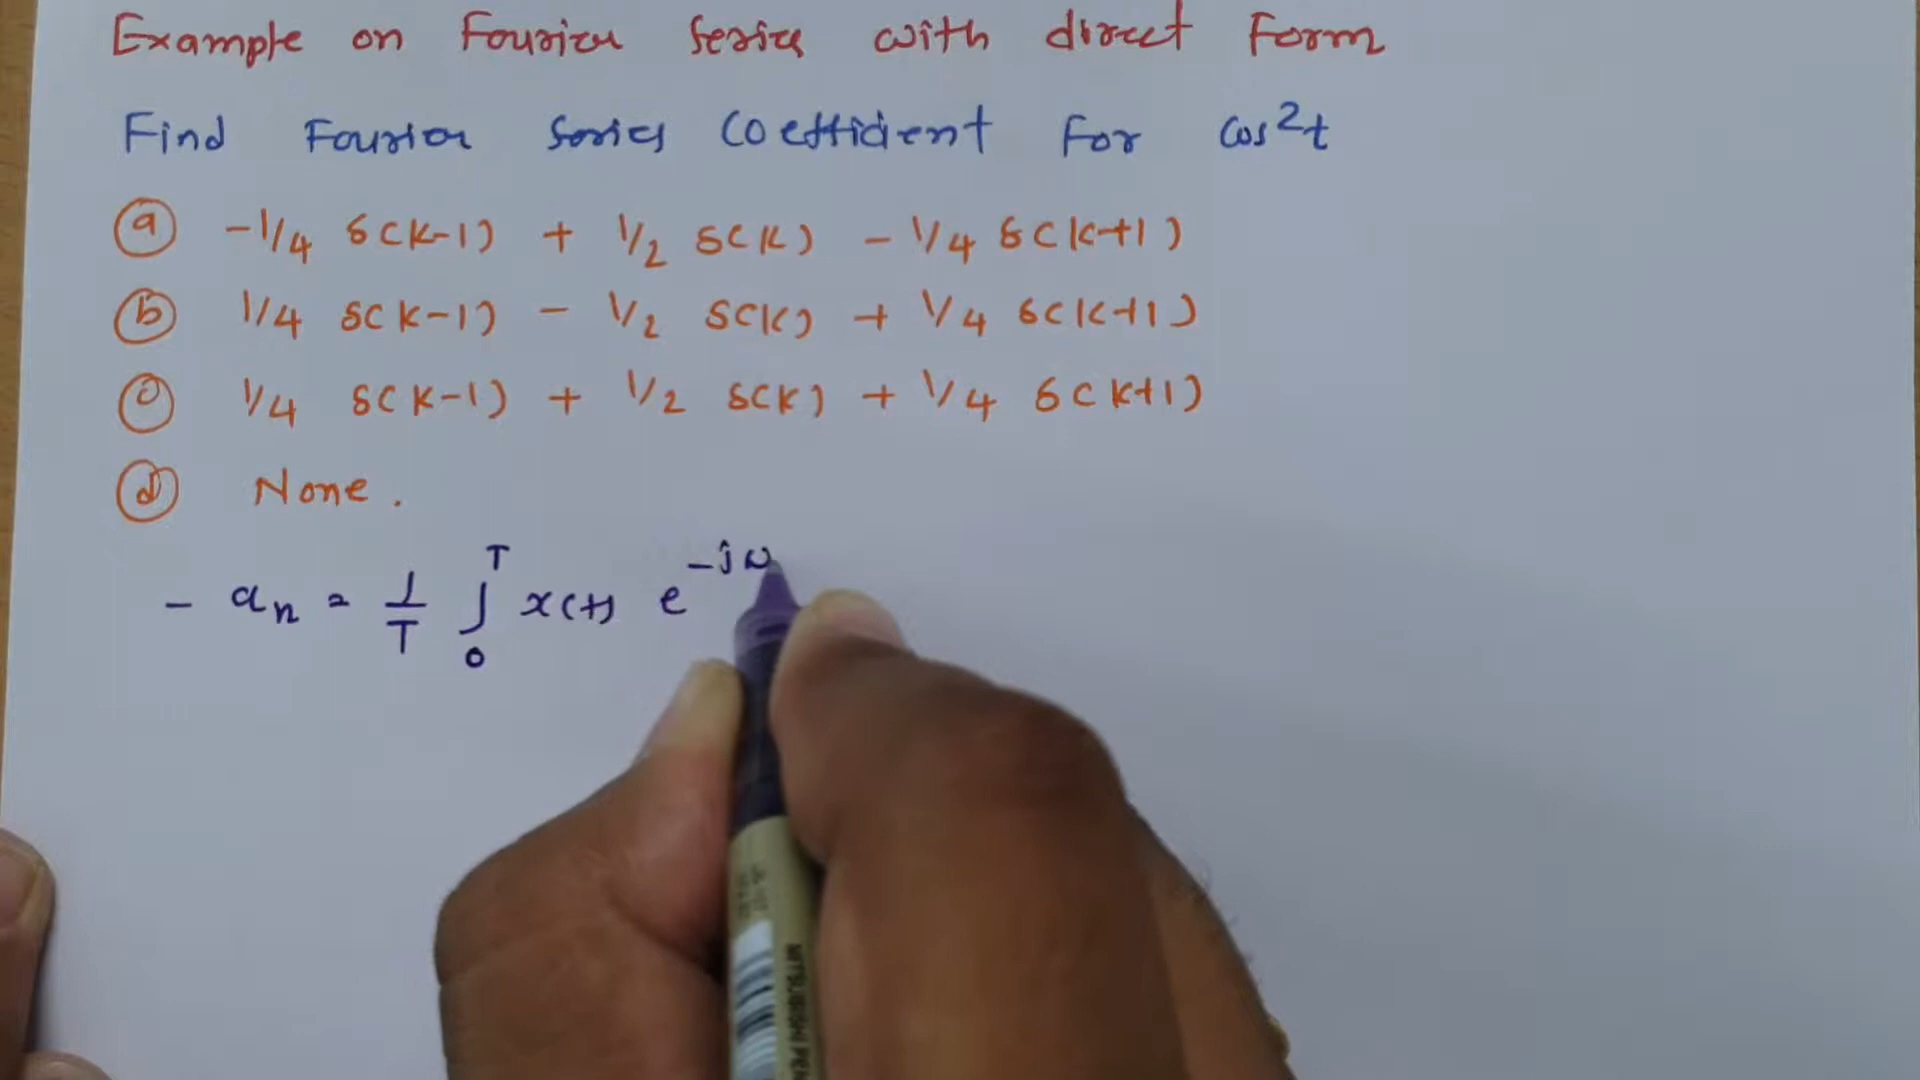 Example on Fourier Series with direct Form
Find Fourier Series Coefficient For cos²t
(a) -1/4 δ(k-1) + 1/2 δ(k) - 1/4 δ(k+1)
(b) 1/4 δ(k-1) - 1/2 δ(k) + 1/4 δ(k+1)
(c) 1/4 δ(k-1) + 1/2 δ(k) + 1/4 δ(k+1)
(d) None.
- aₙ = 1/T ∫₀ᵀ x(t) e^-jω